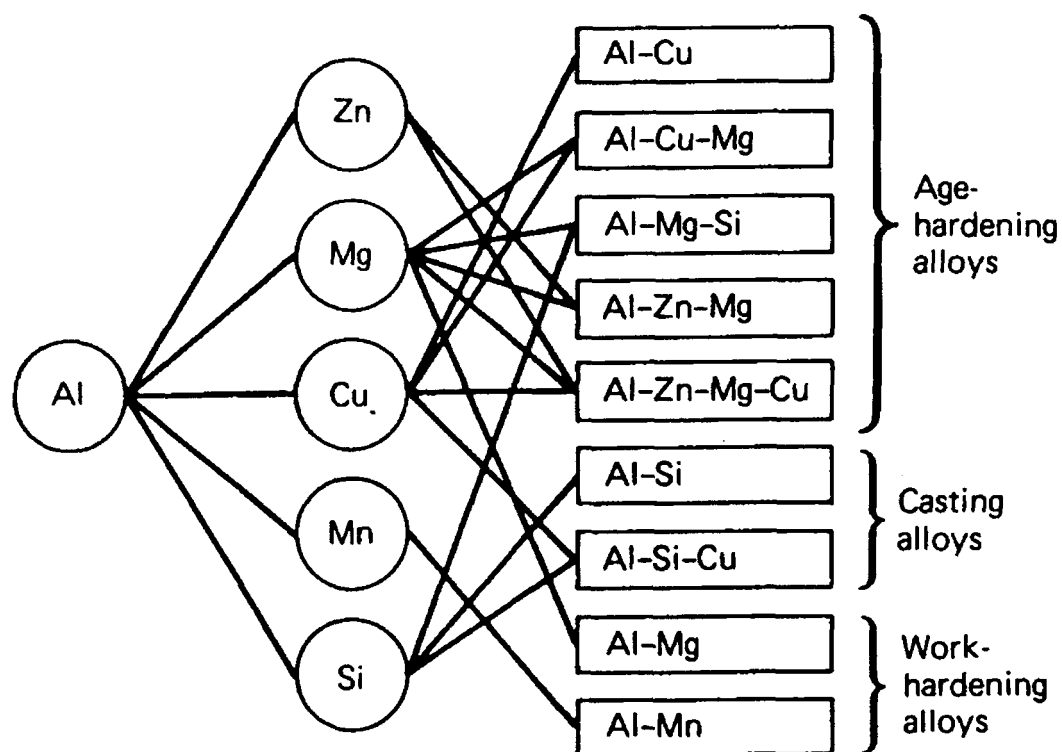 Al
Zn
Mg
Cu
Mn
Si
Al-Cu
Al-Cu-Mg
Al-Mg-Si
Al-Zn-Mg
Al-Zn-Mg-Cu
Al-Si
Al-Si-Cu
Al-Mg
Al-Mn
Age-
hardening
alloys
Casting
alloys
Work-
hardening
alloys